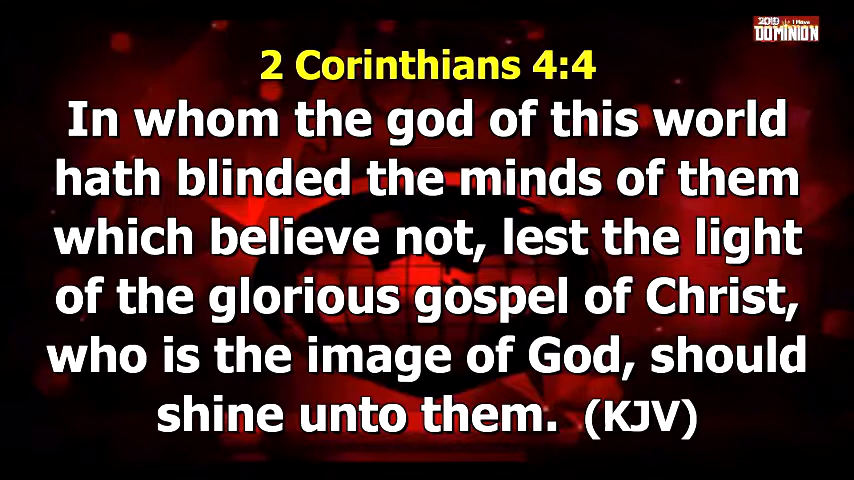 2019 I Have
DOMINION
2 Corinthians 4:4
In whom the god of this world
hath blinded the minds of them
which believe not, lest the light
of the glorious gospel of Christ,
who is the image of God, should
shine unto them. (KJV)